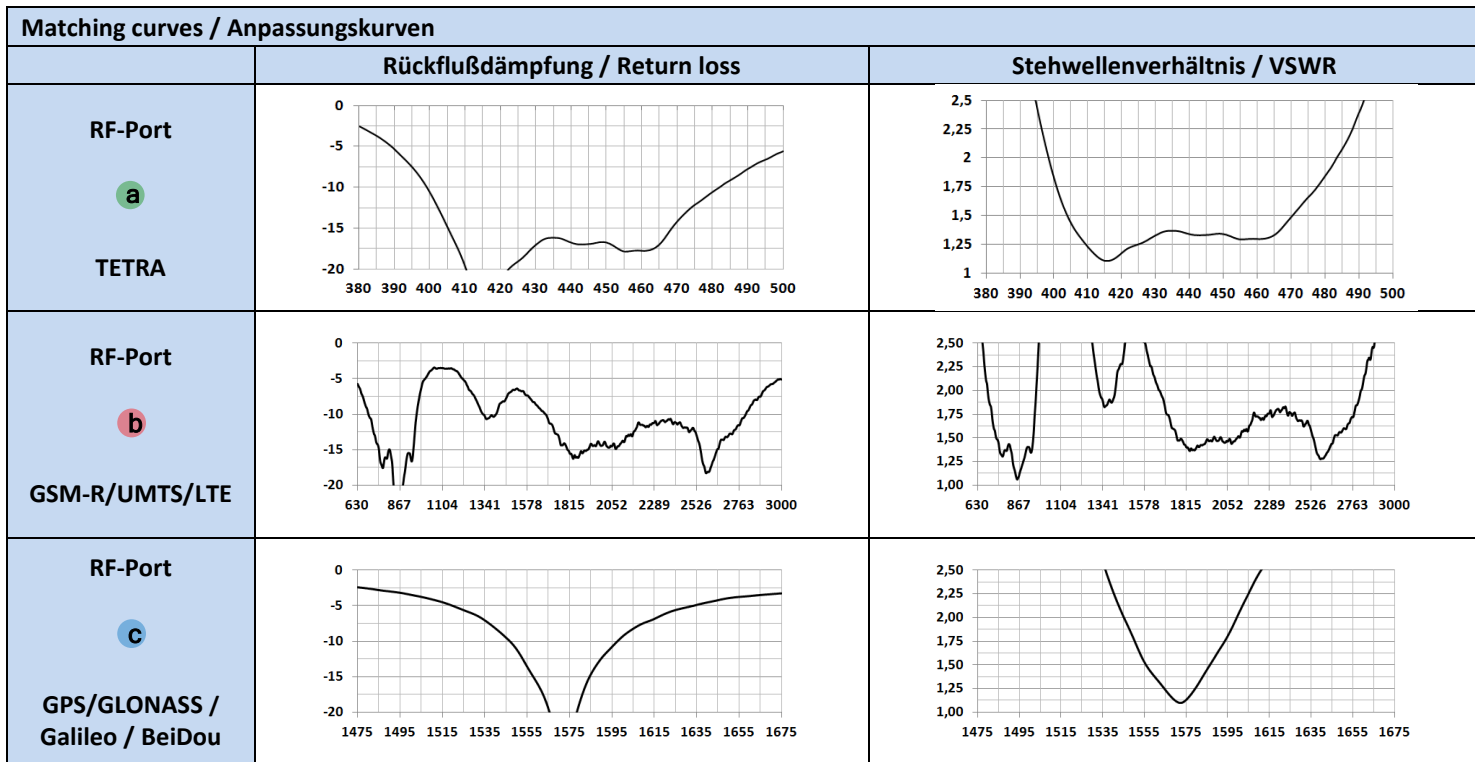 Matching curves / Anpassungskurven
Rückflußdämpfung / Return loss
Stehwellenverhältnis / VSWR
RF-Port
a
TETRA
0
-5
-10
-15
-20
380 390 400 410 420 430 440 450 460 470 480 490 500
2,5
2,25
2
1,75
1,5
1,25
1
380 390 400 410 420 430 440 450 460 470 480 490 500
RF-Port
b
GSM-R/UMTS/LTE
0
-5
-10
-15
-20
630 867 1104 1341 1578 1815 2052 2289 2526 2763 3000
2,50
2,25
2,00
1,75
1,50
1,25
1,00
630 867 1104 1341 1578 1815 2052 2289 2526 2763 3000
RF-Port
c
GPS/GLONASS /
Galileo / BeiDou
0
-5
-10
-15
-20
1475 1495 1515 1535 1555 1575 1595 1615 1635 1655 1675
2,50
2,25
2,00
1,75
1,50
1,25
1,00
1475 1495 1515 1535 1555 1575 1595 1615 1635 1655 1675